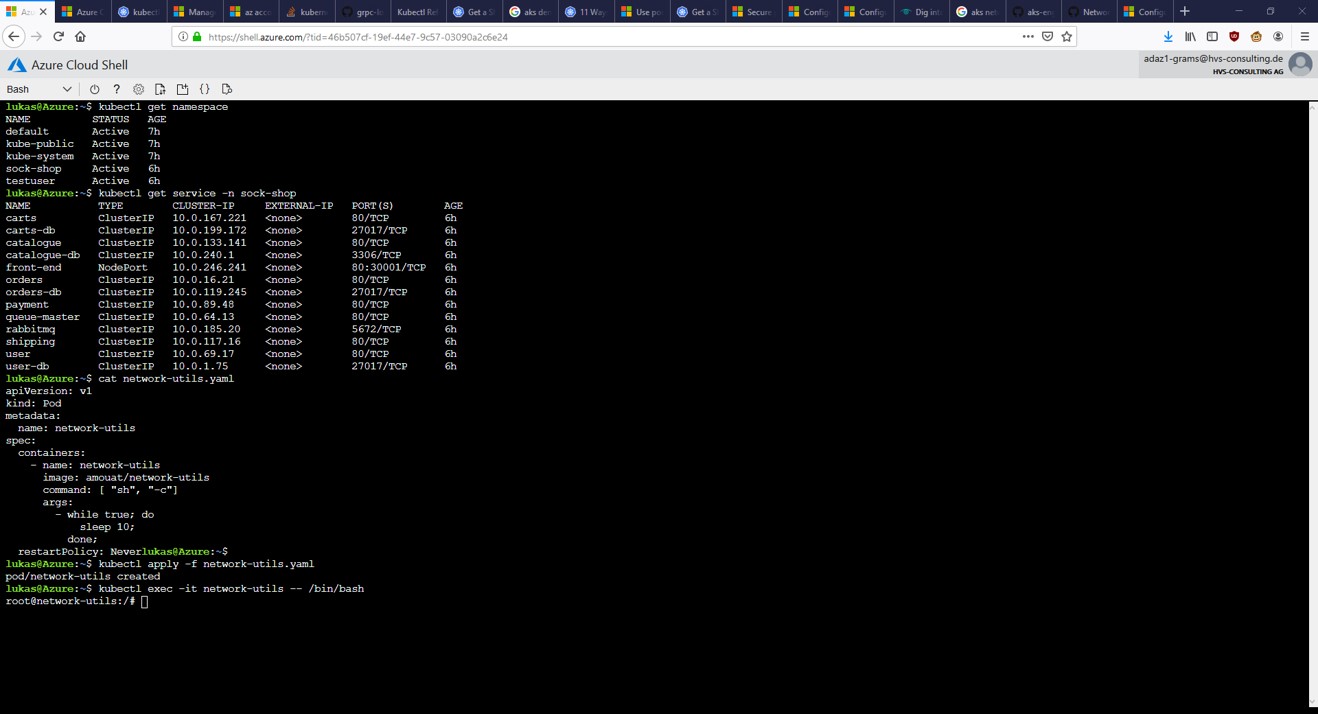 Az
Azure C
kubect
Manag
az acco
kubern
grpc-h
Kubectl Re
Get a S
aks der
11 Way
Use po
Get a S
Secure
Config
Config
Dig int
aks net
aks-en
Netwo
Config
https://shell.azure.com/?tid=46b507cf-19ef-44e7-9c57-03090a2c6e24
Azure Cloud Shell
adaz1-grams@hvs-consulting.de
HVS-CONSULTING AG
Bash
lukas@Azure:~$ kubectl get namespace
NAME STATUS AGE
default Active 7h
kube-public Active 7h
kube-system Active 7h
sock-shop Active 6h
testuser Active 6h
lukas@Azure:~$ kubectl get service -n sock-shop
NAME TYPE CLUSTER-IP EXTERNAL-IP PORT(S) AGE
carts ClusterIP 10.0.167.221 <none> 80/TCP 6h
carts-db ClusterIP 10.0.199.172 <none> 27017/TCP 6h
catalogue ClusterIP 10.0.133.141 <none> 80/TCP 6h
catalogue-db ClusterIP 10.0.240.1 <none> 3306/TCP 6h
front-end NodePort 10.0.246.241 <none> 80:30001/TCP 6h
orders ClusterIP 10.0.16.21 <none> 80/TCP 6h
orders-db ClusterIP 10.0.119.245 <none> 27017/TCP 6h
payment ClusterIP 10.0.89.48 <none> 80/TCP 6h
queue-master ClusterIP 10.0.64.13 <none> 80/TCP 6h
rabbitmq ClusterIP 10.0.185.20 <none> 5672/TCP 6h
shipping ClusterIP 10.0.117.16 <none> 80/TCP 6h
user ClusterIP 10.0.69.17 <none> 80/TCP 6h
user-db ClusterIP 10.0.1.75 <none> 27017/TCP 6h
lukas@Azure:~$ cat network-utils.yaml
apiVersion: v1
kind: Pod
metadata:
  name: network-utils
spec:
  containers:
    - name: network-utils
      image: amouat/network-utils
      command: [ "sh", "-c"]
      args:
        - while true; do
            sleep 10;
          done;
  restartPolicy: Neverlukas@Azure:~$
lukas@Azure:~$ kubectl apply -f network-utils.yaml
pod/network-utils created
lukas@Azure:~$ kubectl exec -it network-utils -- /bin/bash
root@network-utils:/#